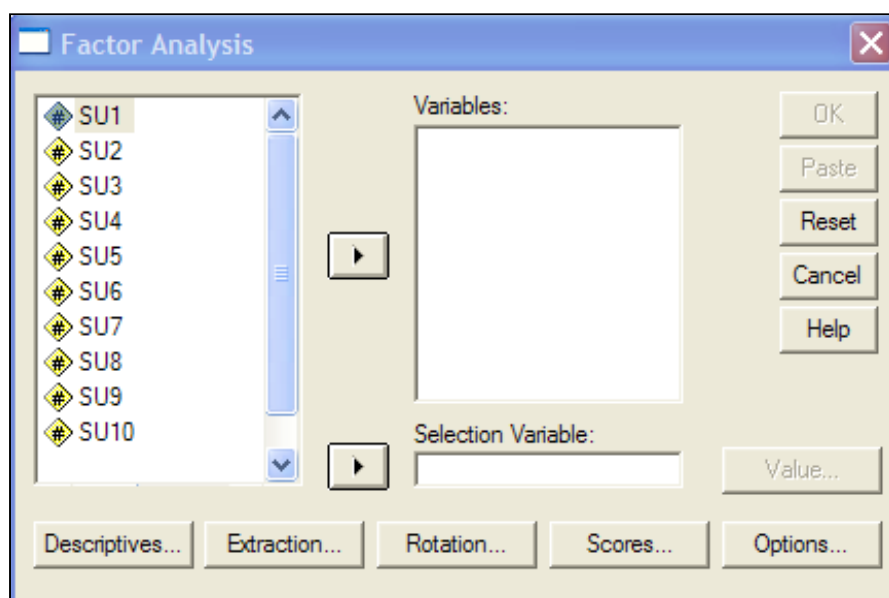 Factor Analysis
SU1
SU2
SU3
SU4
SU5
SU6
SU7
SU8
SU9
SU10
Variables:
Selection Variable:
OK
Paste
Reset
Cancel
Help
Value...
Descriptives...
Extraction...
Rotation...
Scores...
Options...